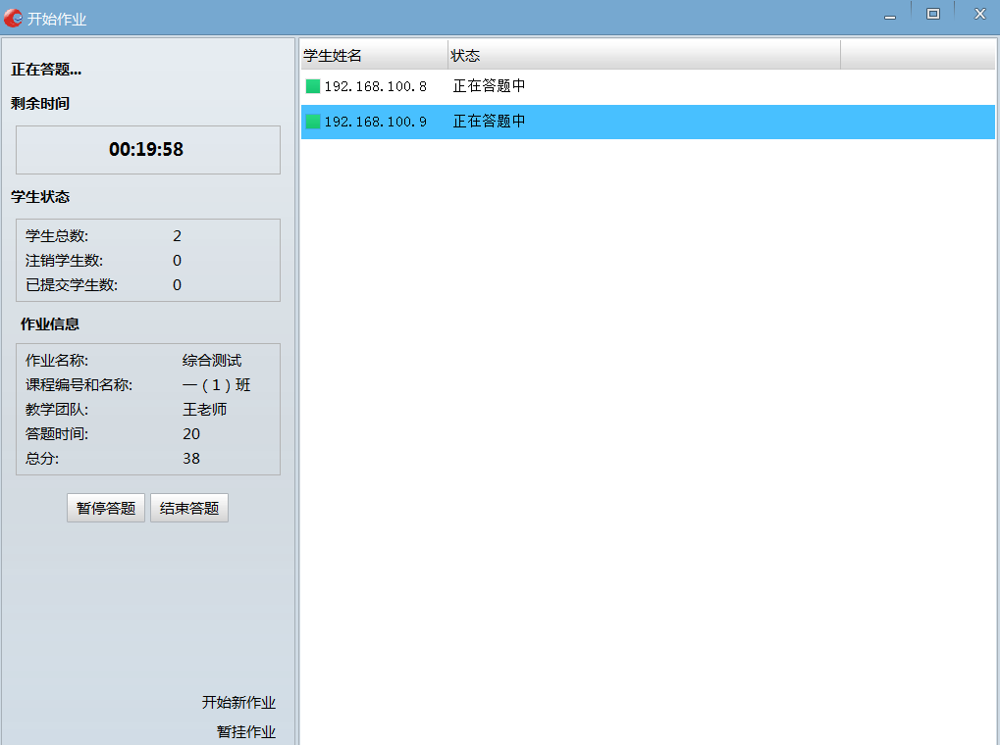 开始作业
正在答题...
剩余时间
00:19:58
学生状态
学生总数: 2
注销学生数: 0
已提交学生数: 0
作业信息
作业名称: 综合测试
课程编号和名称: 一 ( 1 ) 班
教学团队: 王老师
答题时间: 20
总分: 38
暂停答题 结束答题
开始新作业
暂挂作业
学生姓名 状态
192.168.100.8 正在答题中
192.168.100.9 正在答题中